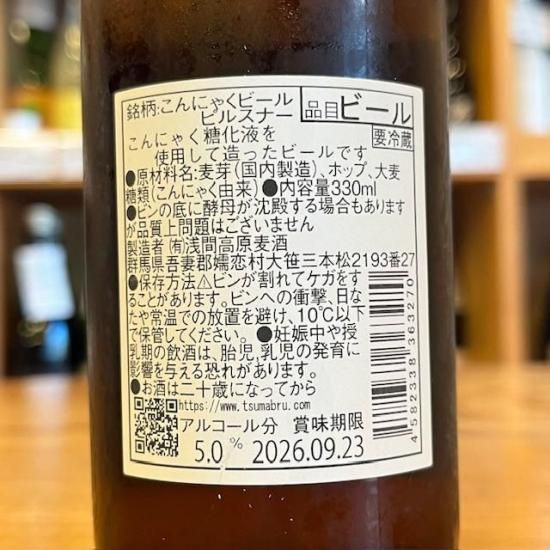 銘柄:こんにゃくビール
ピルスナー
品目 ビール
こんにゃく糖化液を
使用して造ったビールです
要冷蔵
●原材料名:麦芽(国内製造)、ホップ、大麦
糖類(こんにゃく由来)●内容量330ml
●ビンの底に酵母が沈殿する場合もあります
が品質上問題はございません
製造者 ㈲浅間高原麦酒
群馬県吾妻郡嬬恋村大笹三本松2193番27
●保存方法⚠ビンが割れてケガをす
ることがあります。ビンへの衝撃、日な
たや常温での放置を避け、10℃以下
で保管してください。●妊娠中や授
乳期の飲酒は、胎児、乳児の発育に
影響を与える恐れがあります。
●お酒は二十歳になってから
https://www.tsumabru.com
アルコール分 賞味期限
5.0% 2026.09.23
4582338363270